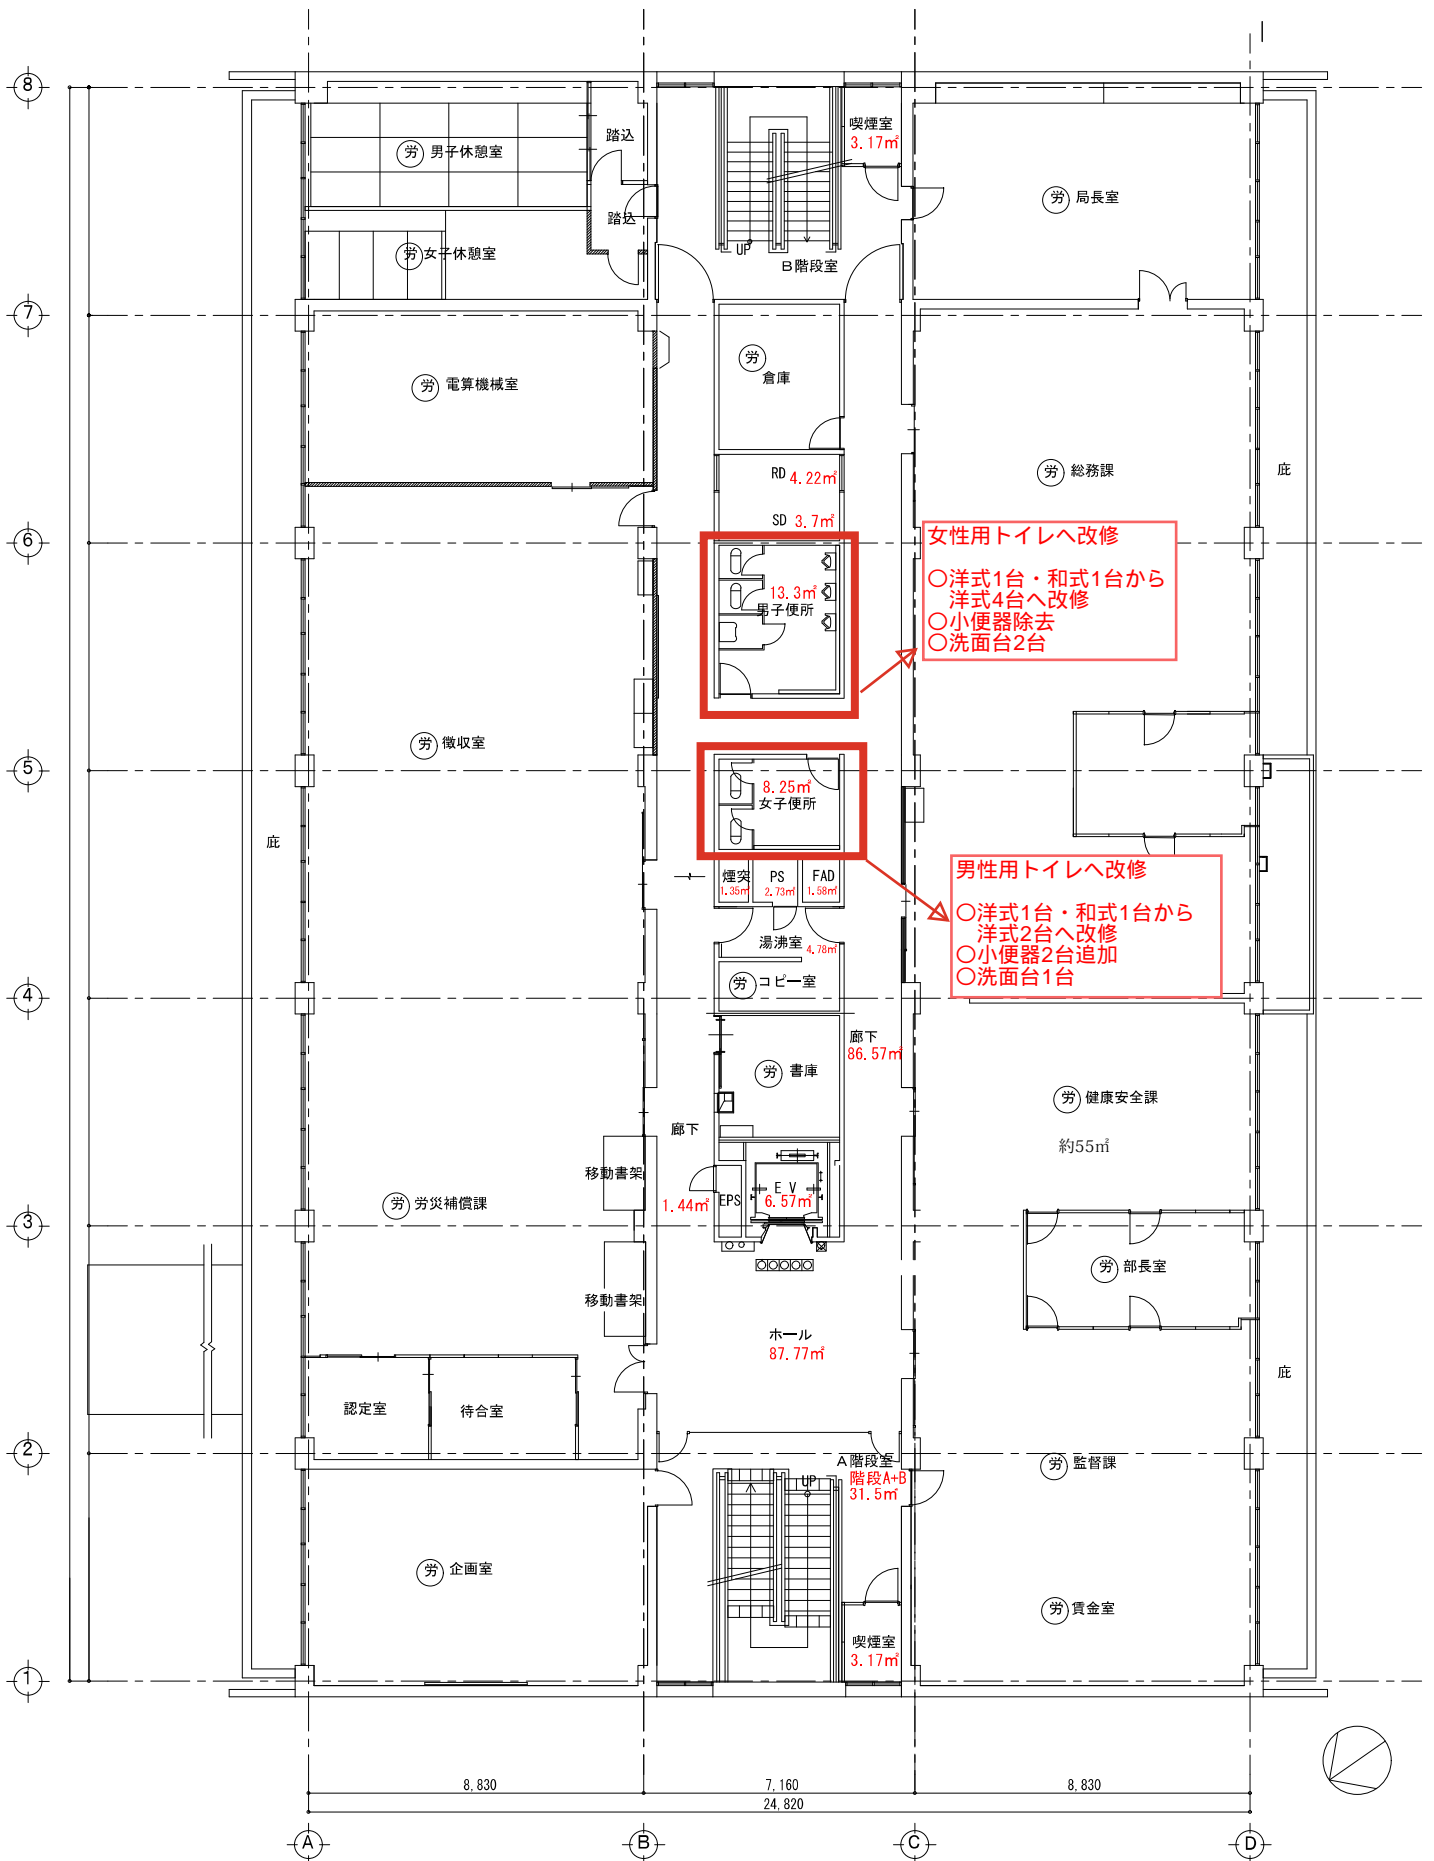 8
7
6
5
4
3
2
1
踏込
労 男子休憩室
踏込
労 女子休憩室
喫煙室
3.17㎡
労 局長室
UP
B階段室
労
倉庫
労 電算機械室
RD 4.22㎡
SD 3.7㎡
労 総務課
庇
女性用トイレへ改修
○洋式1台・和式1台から
洋式4台へ改修
○小便器除去
○洗面台2台
13.3㎡
男子便所
労 徴収室
8.25㎡
女子便所
庇
男性用トイレへ改修
○洋式1台・和式1台から
洋式2台へ改修
○小便器2台追加
○洗面台1台
煙突
1.35㎡
PS
2.73㎡
FAD
1.58㎡
湯沸室
4.78㎡
労 コピー室
廊下
86.57㎡
労 書庫
労 健康安全課
約55㎡
廊下
移動書架
労 労災補償課
1.44㎡
EPS
EV
6.57㎡
労 部長室
移動書架
ホール
87.77㎡
庇
認定室
待合室
A階段室
階段A+B
31.5㎡
UP
労 監督課
労 企画室
労 賃金室
喫煙室
3.17㎡
8,830
7,160
8,830
24,820
A
B
C
D